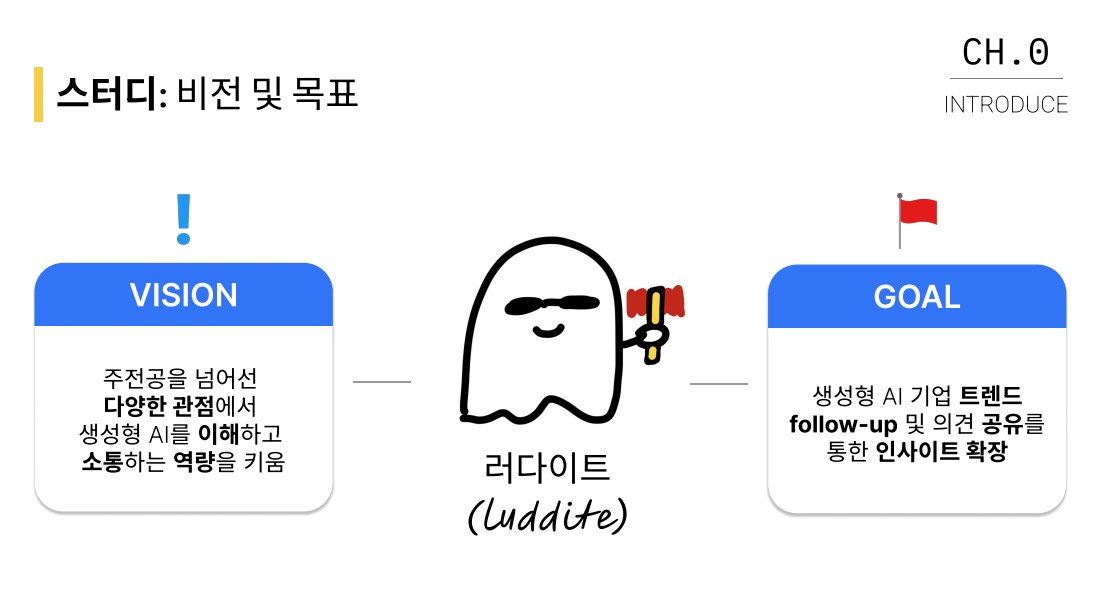 CH.0
INTRODUCE
스터디: 비전 및 목표
VISION
주전공을 넘어선
다양한 관점에서
생성형 AI를 이해하고
소통하는 역량을 키움
러다이트
(luddite)
GOAL
생성형 AI 기업 트렌드
follow-up 및 의견 공유를
통한 인사이트 확장